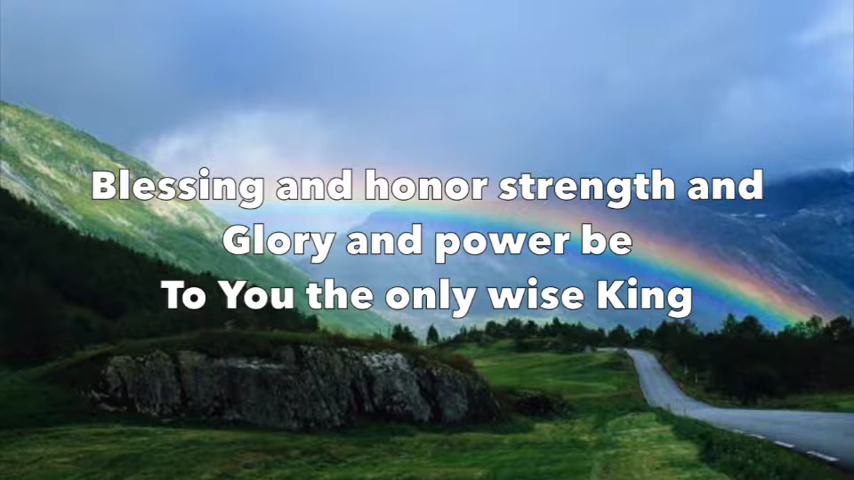 Blessing and honor strength and
Glory and power be
To You the only wise King